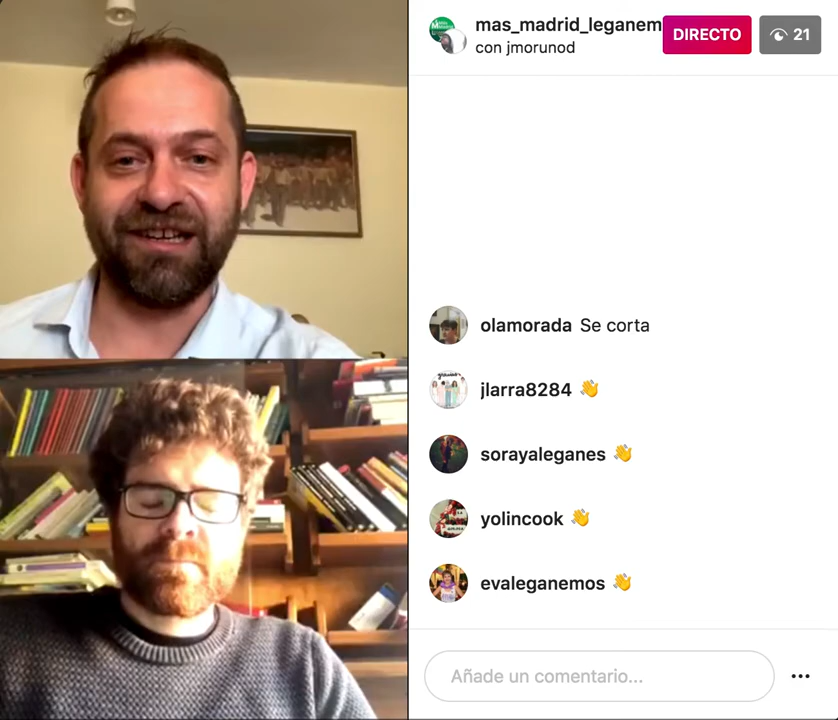 mas_madrid_leganem
con jmorunod
DIRECTO
21
olamorada Se corta
jlarra8284 👋
sorayaleganes 👋
yolincook 👋
evaleganemos 👋
Añade un comentario...